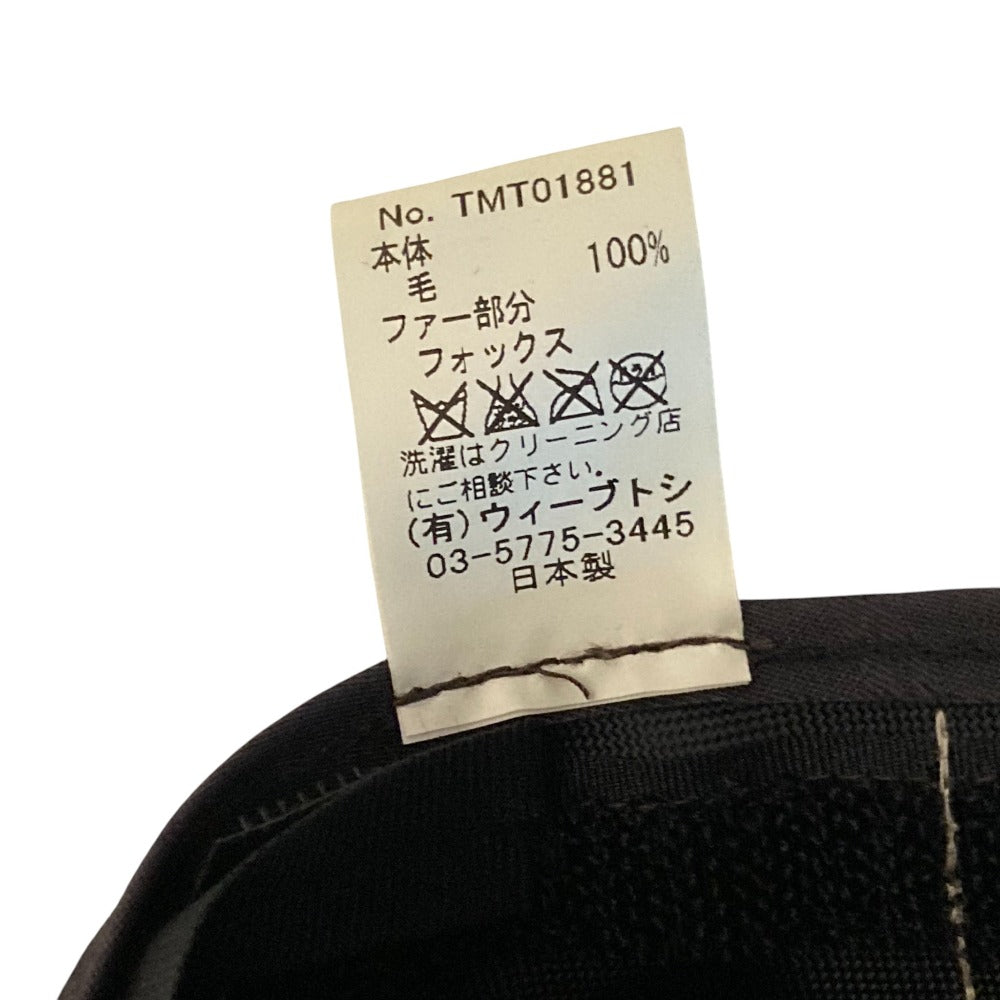 No. TMT01881
本体
毛 100%
ファー部分
フォックス
洗濯はクリーニング店
にご相談下さい.
(有)ウィーブトシ
03-5775-3445
日本製